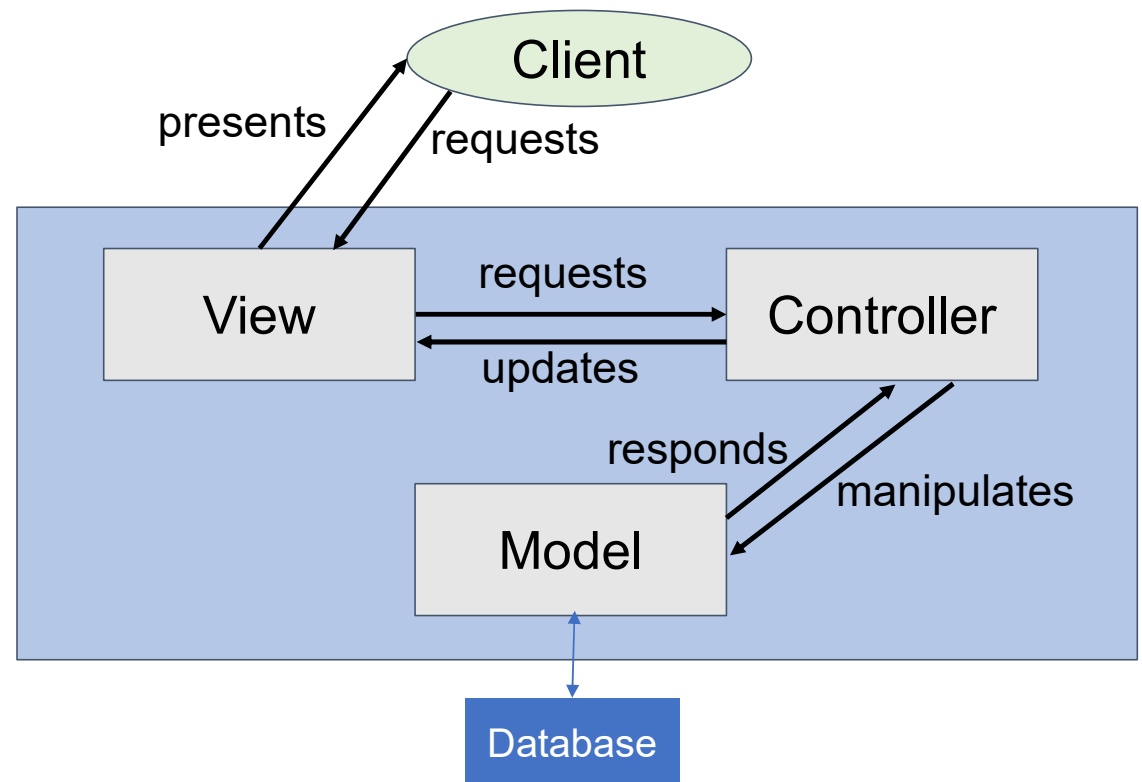 Client
presents
requests
View
requests
Controller
updates
responds
manipulates
Model
Database